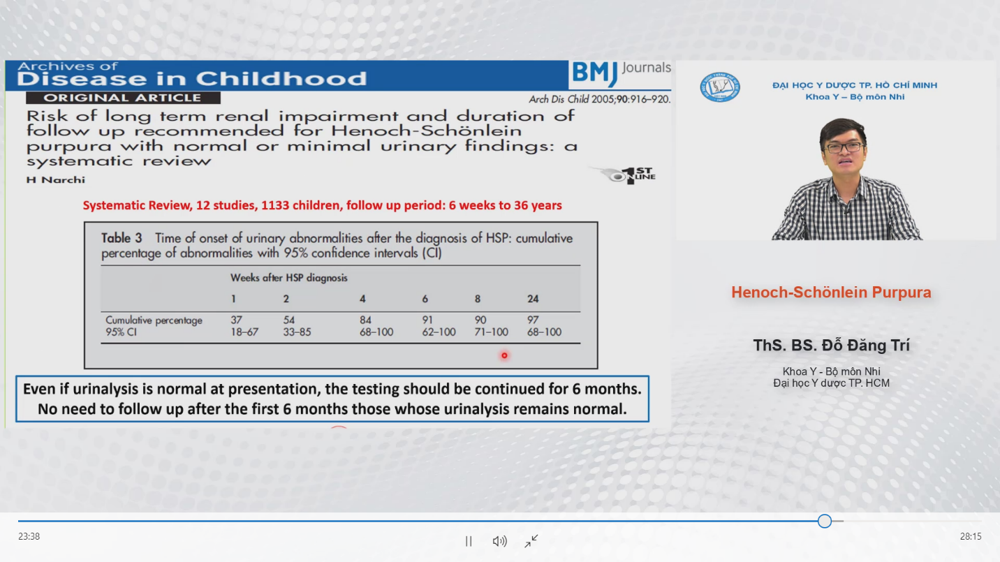 Archives of
Disease in Childhood
BMJ Journals
ORIGINAL ARTICLE
Arch Dis Child 2005;90:916–920.
Risk of long term renal impairment and duration of
follow up recommended for Henoch-Schönlein
purpura with normal or minimal urinary findings: a
systematic review
H Narchi
1ST
ONLINE
Systematic Review, 12 studies, 1133 children, follow up period: 6 weeks to 36 years
Table 3 Time of onset of urinary abnormalities after the diagnosis of HSP: cumulative
percentage of abnormalities with 95% confidence intervals (CI)
Weeks after HSP diagnosis
1 2 4 6 8 24
Cumulative percentage 37 54 84 91 90 97
95% CI 18–67 33–85 68–100 62–100 71–100 68–100
Even if urinalysis is normal at presentation, the testing should be continued for 6 months.
No need to follow up after the first 6 months those whose urinalysis remains normal.
ĐẠI HỌC Y DƯỢC TP. HỒ CHÍ MINH
Khoa Y – Bộ môn Nhi
Henoch-Schönlein Purpura
ThS. BS. Đỗ Đăng Trí
Khoa Y - Bộ môn Nhi
Đại học Y dược TP. HCM
23:38
28:15